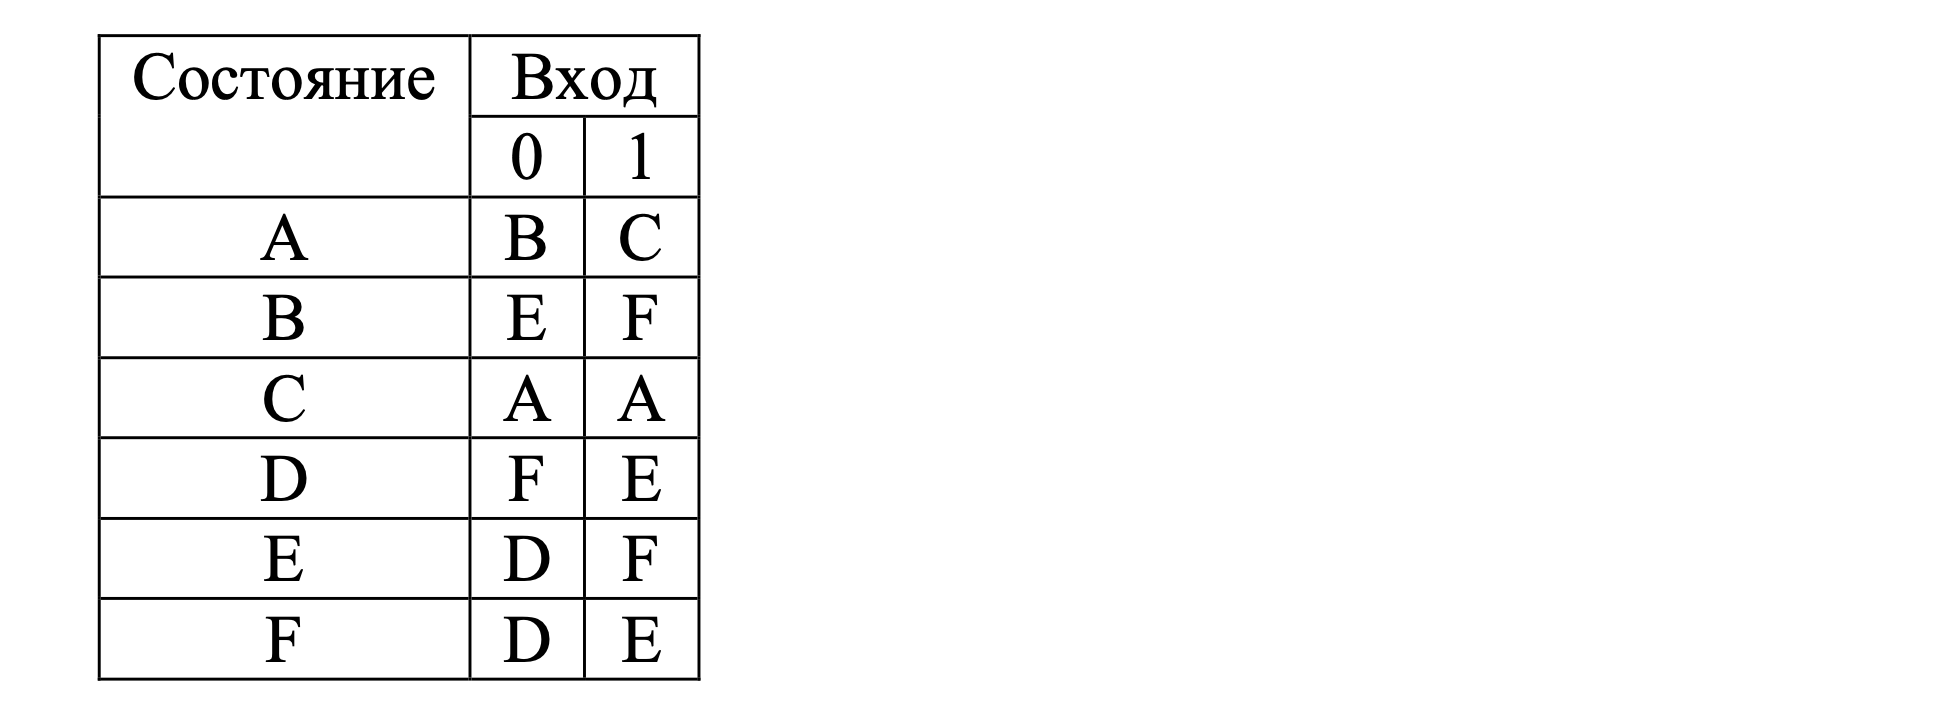 Состояние Вход
0 1
A B C
B E F
C A A
D F E
E D F
F D E